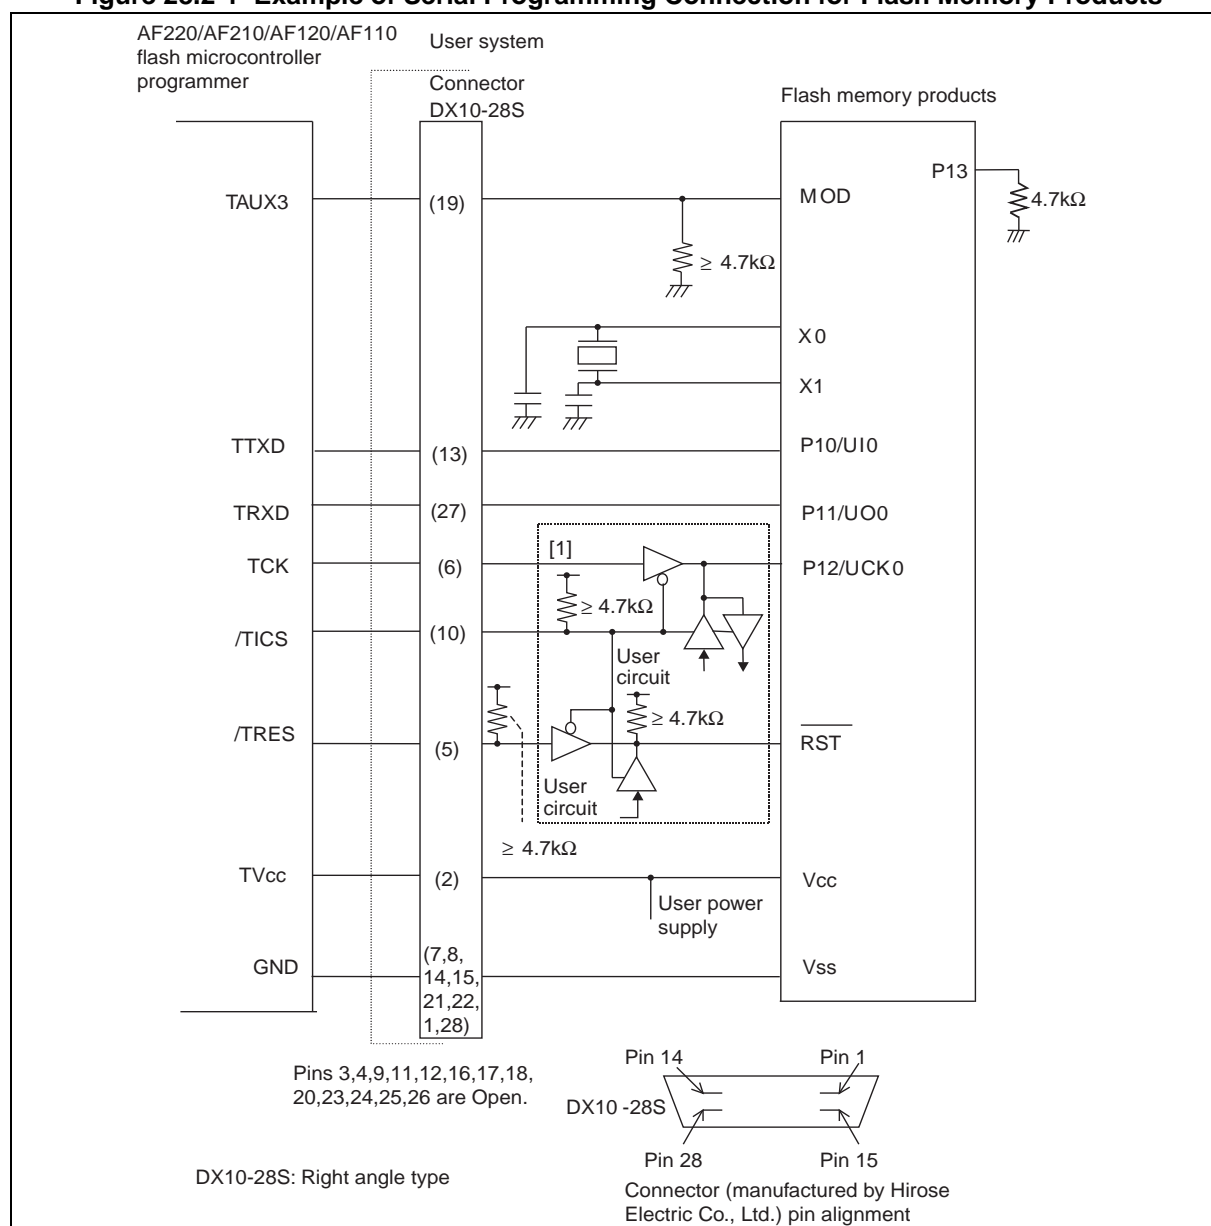 AF220/AF210/AF120/AF110
flash microcontroller
programmer
User system
Connector
DX10-28S
Flash memory products
P13
4.7kΩ
TAUX3
(19)
MOD
≥ 4.7kΩ
X0
X1
TTXD
(13)
P10/UI0
TRXD
(27)
P11/UO0
TCK
(6)
[1]
P12/UCK0
≥ 4.7kΩ
/TICS
(10)
User
circuit
/TRES
(5)
≥ 4.7kΩ
RST
User
circuit
≥ 4.7kΩ
TVcc
(2)
Vcc
User power
supply
GND
(7,8,
14,15,
21,22,
1,28)
Vss
Pins 3,4,9,11,12,16,17,18,
20,23,24,25,26 are Open.
Pin 14
Pin 1
DX10 -28S
Pin 28
Pin 15
DX10-28S: Right angle type
Connector (manufactured by Hirose
Electric Co., Ltd.) pin alignment